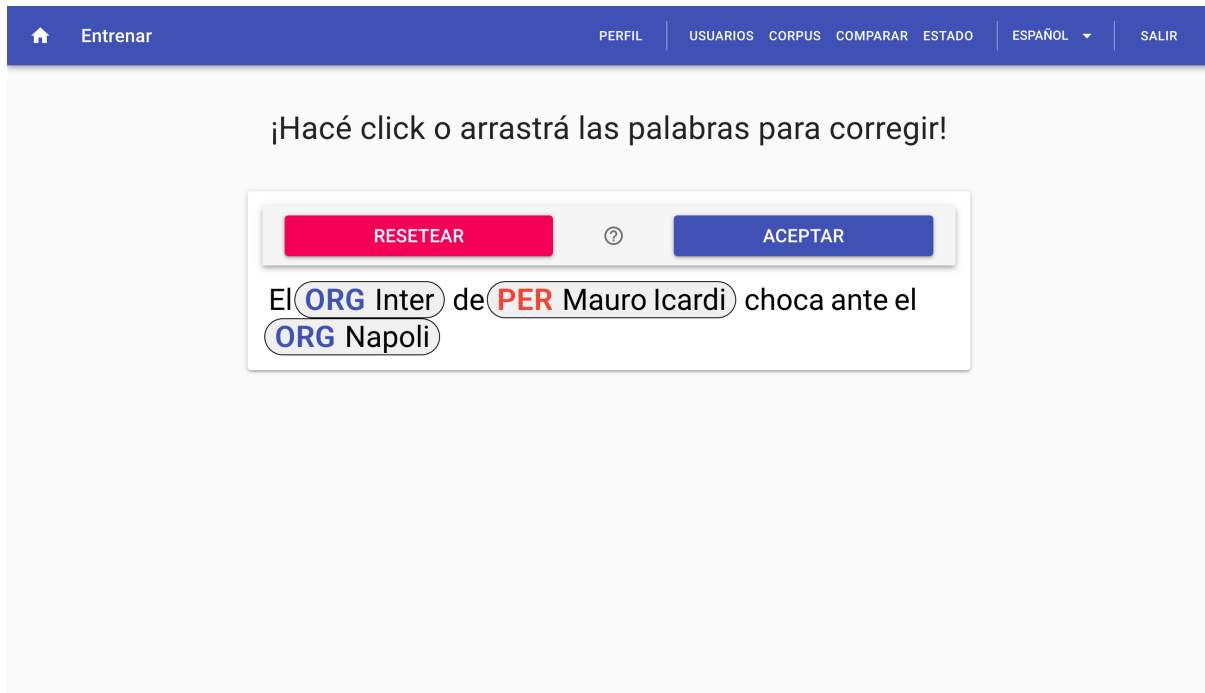 Entrenar PERFIL USUARIOS CORPUS COMPARAR ESTADO ESPAÑOL SALIR
¡Hacé click o arrastrá las palabras para corregir!
RESETEAR ACEPTAR
El ORG Inter de PER Mauro Icardi choca ante el
ORG Napoli